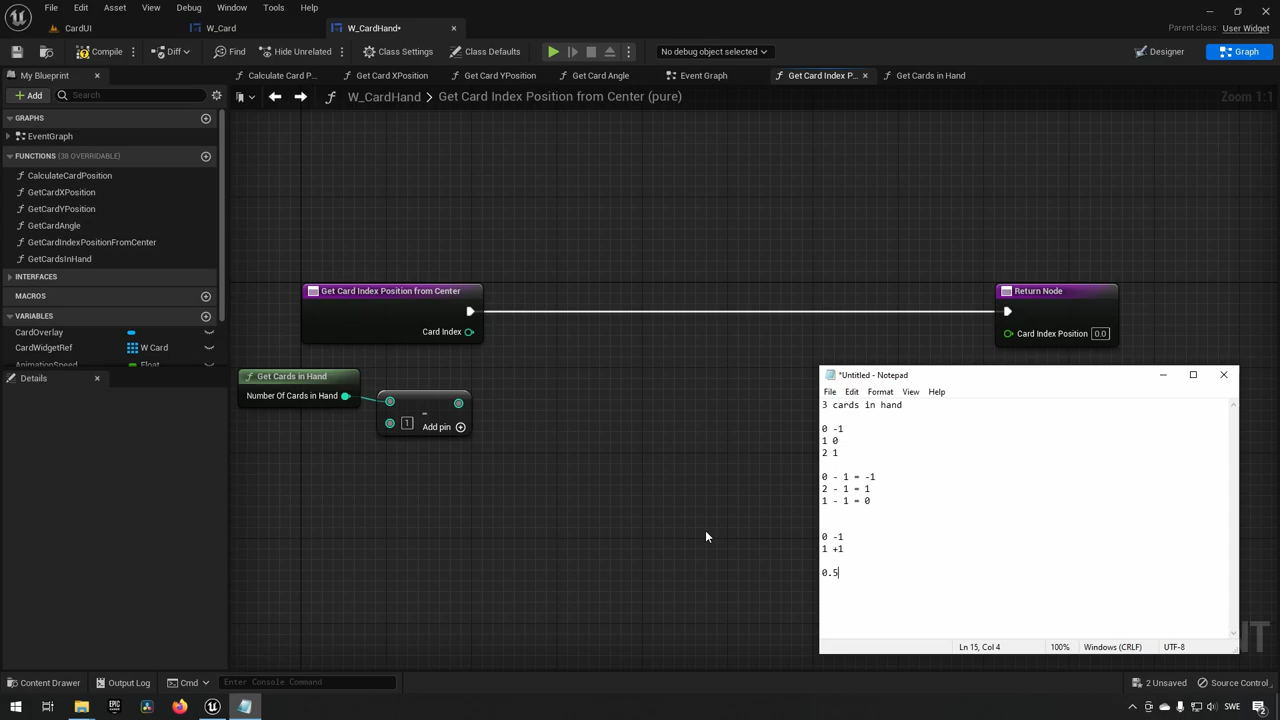 File Edit Asset View Debug Window Tools Help
CardUI
W_Card
W_CardHand*
Parent class: User Widget
Compile
Diff
Find
Hide Unrelated
Class Settings
Class Defaults
No debug object selected
Designer
Graph
My Blueprint
Calculate Card P...
Get Card XPosition
Get Card YPosition
Get Card Angle
Event Graph
Get Card Index P...
Get Cards in Hand
Add
Search
W_CardHand > Get Card Index Position from Center (pure)
Zoom 1:1
GRAPHS
EventGraph
FUNCTIONS (38 OVERRIDABLE)
CalculateCardPosition
GetCardXPosition
GetCardYPosition
GetCardAngle
GetCardIndexPositionFromCenter
GetCardsInHand
INTERFACES
MACROS
VARIABLES
CardOverlay
CardWidgetRef
W Card
AnimationSpeed
Float
Details
Get Card Index Position from Center
Card Index
Return Node
Card Index Position 0.0
Get Cards in Hand
Number Of Cards in Hand
-
1
Add pin
*Untitled - Notepad
File Edit Format View Help
3 cards in hand
0 -1
1 0
2 1
0 - 1 = -1
2 - 1 = 1
1 - 1 = 0
0 -1
1 +1
0.5
Ln 15, Col 4
100%
Windows (CRLF)
UTF-8
Content Drawer
Output Log
Cmd
Enter Console Command
2 Unsaved
Source Control
EPIC
SWE
2